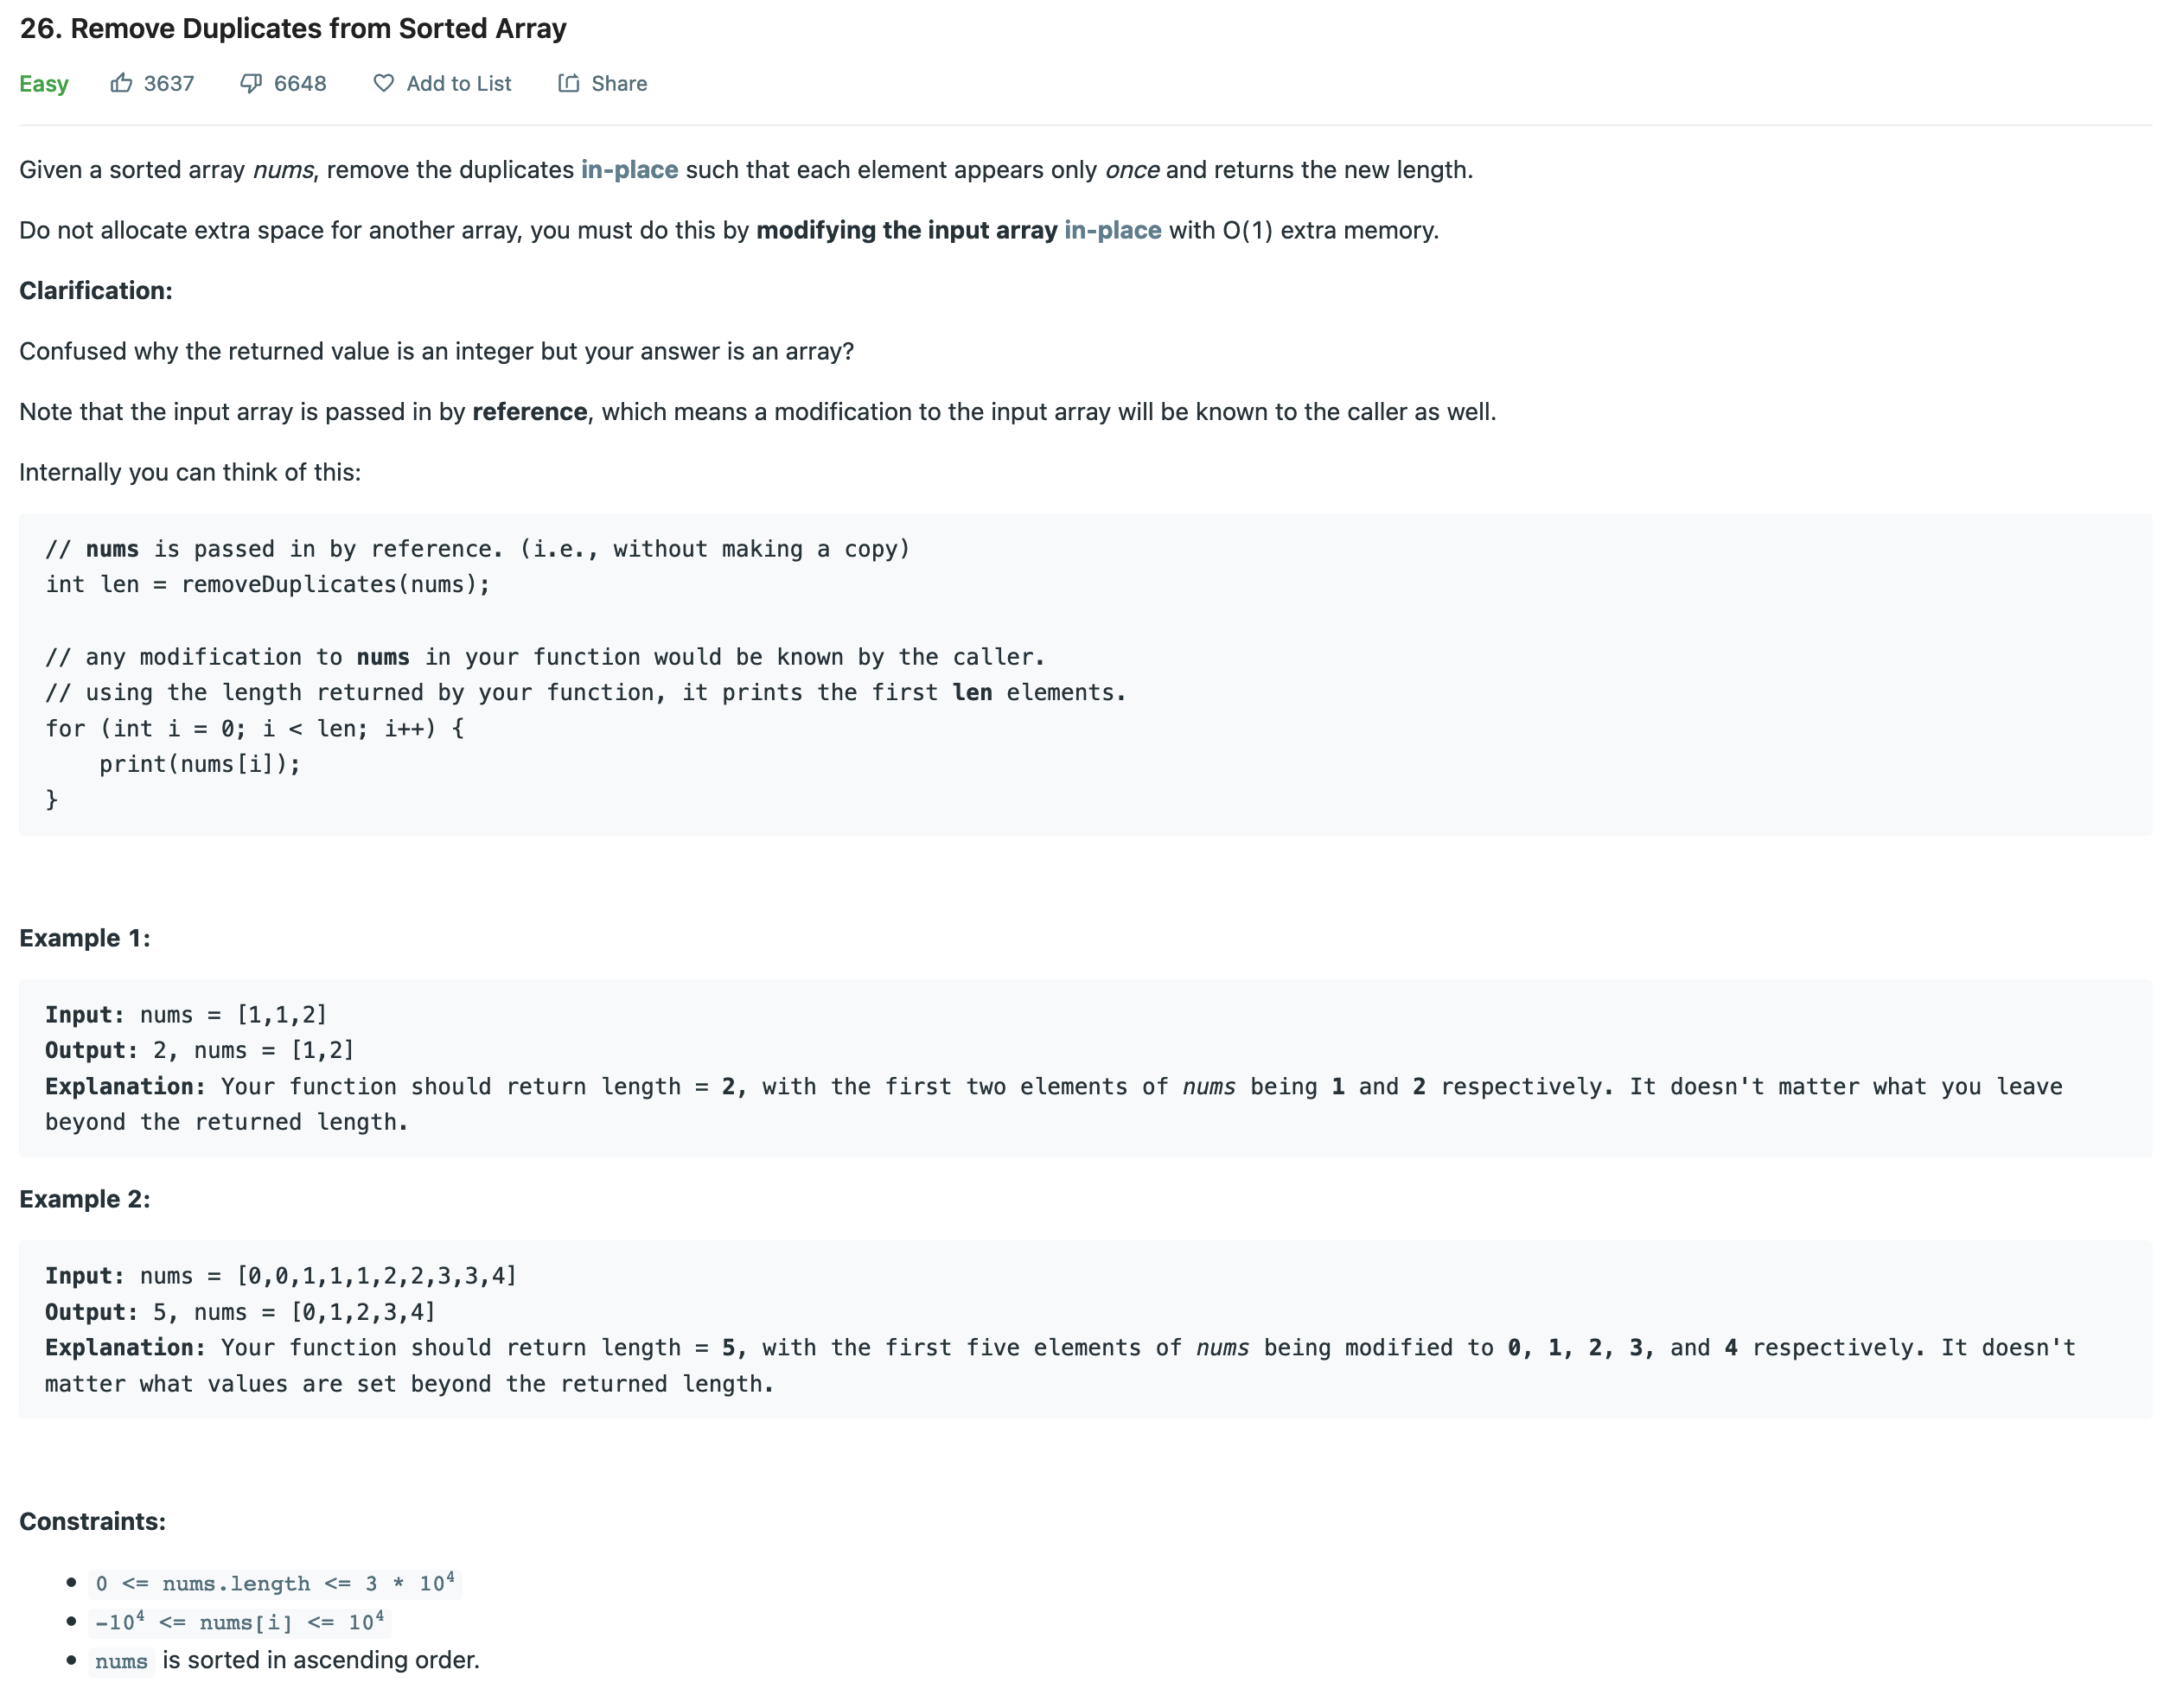 26. Remove Duplicates from Sorted Array
Easy 3637 6648 Add to List Share
Given a sorted array nums, remove the duplicates in-place such that each element appears only once and returns the new length.
Do not allocate extra space for another array, you must do this by modifying the input array in-place with O(1) extra memory.
Clarification:
Confused why the returned value is an integer but your answer is an array?
Note that the input array is passed in by reference, which means a modification to the input array will be known to the caller as well.
Internally you can think of this:
// nums is passed in by reference. (i.e., without making a copy)
int len = removeDuplicates(nums);
// any modification to nums in your function would be known by the caller.
// using the length returned by your function, it prints the first len elements.
for (int i = 0; i < len; i++) {
    print(nums[i]);
}
Example 1:
Input: nums = [1,1,2]
Output: 2, nums = [1,2]
Explanation: Your function should return length = 2, with the first two elements of nums being 1 and 2 respectively. It doesn't matter what you leave
beyond the returned length.
Example 2:
Input: nums = [0,0,1,1,1,2,2,3,3,4]
Output: 5, nums = [0,1,2,3,4]
Explanation: Your function should return length = 5, with the first five elements of nums being modified to 0, 1, 2, 3, and 4 respectively. It doesn't
matter what values are set beyond the returned length.
Constraints:
• 0 <= nums.length <= 3 * 10⁴
• -10⁴ <= nums[i] <= 10⁴
• nums is sorted in ascending order.